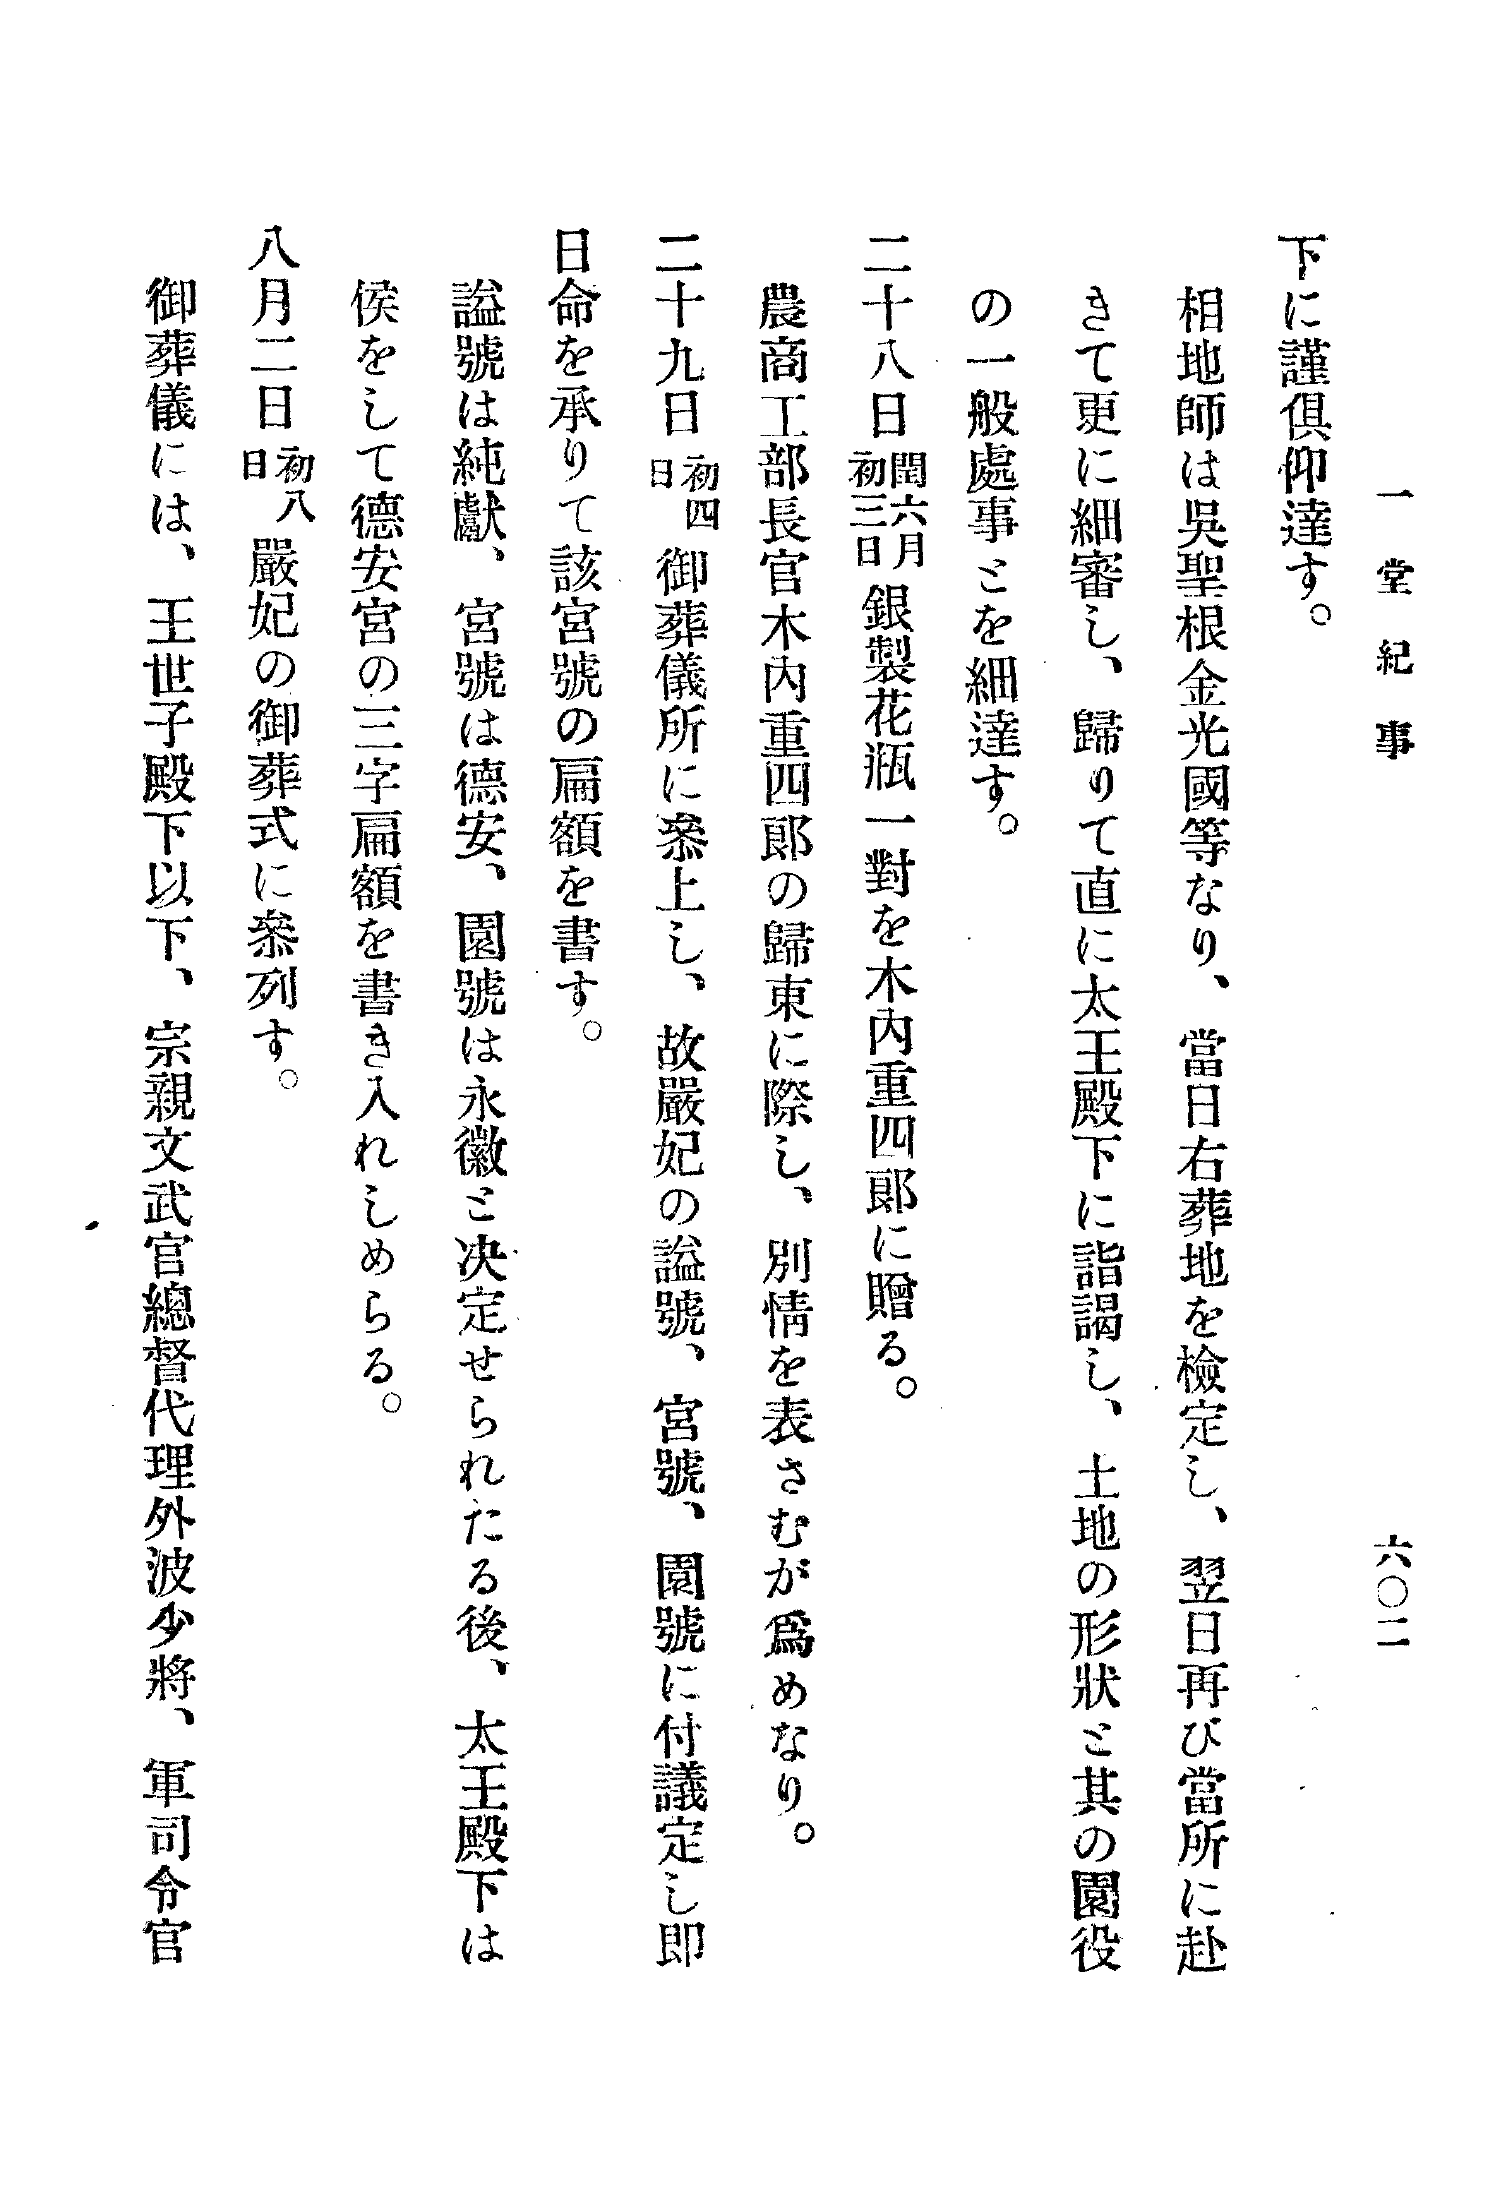 一堂紀事
六〇二
下に謹倶仰達す。
相地師は吳聖根金光國等なり、當日右葬地を檢定し、翌日再び當所に赴
きて更に細審し、歸りて直に太王殿下に詣謁し、土地の形狀と其の園役
の一般處事とを細達す。
二十八日閏六月初三日銀製花瓶一對を木內重四郞に贈る。
農商工部長官木內重四郞の歸東に際し、別情を表さむが爲めなり。
二十九日初四日御葬儀所に叅上し、故嚴妃の謚號、宮號、園號に付議定し卽
日命を承りて該宮號の扁額を書す。
謚號は純獻、宮號は德安、園號は永徽と决定せられたる後、太王殿下は
侯をして德安宮の三字扁額を書き入れしめらる。
八月二日初八日嚴妃の御葬式に叅列す。
御葬儀には、王世子殿下以下、宗親文武官總督代理外波少將、軍司令官